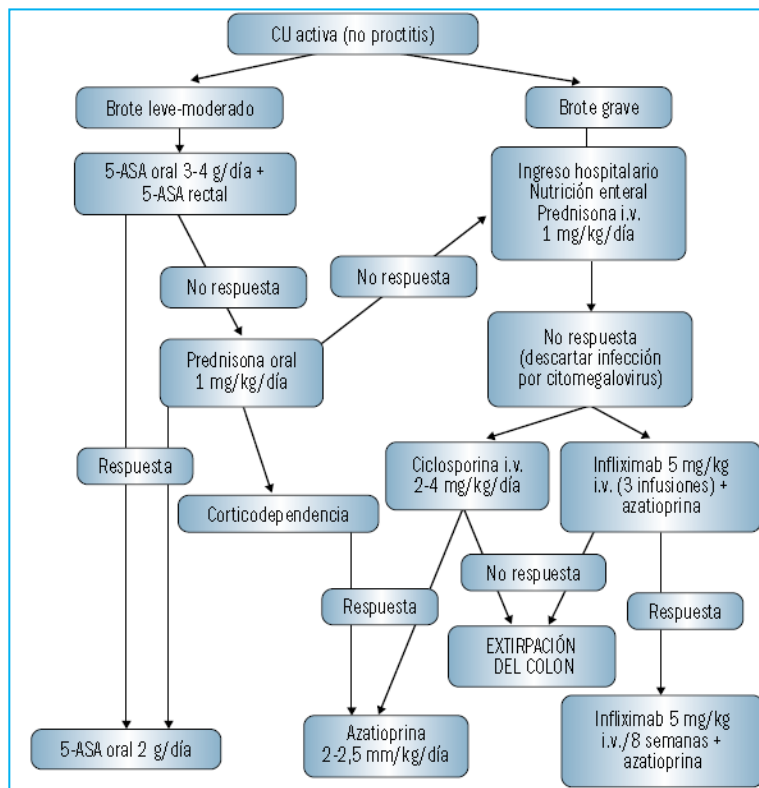 CU activa (no proctitis)
Brote leve-moderado
Brote grave
5-ASA oral 3-4 g/día +
5-ASA rectal
Ingreso hospitalario
Nutrición enteral
Prednisona i.v.
1 mg/kg/día
No respuesta
No respuesta
Prednisona oral
1 mg/kg/día
No respuesta
(descartar infección
por citomegalovirus)
Respuesta
Ciclosporina i.v.
2-4 mg/kg/día
Infliximab 5 mg/kg
i.v. (3 infusiones) +
azatioprina
Corticodependencia
No respuesta
Respuesta
Respuesta
EXTIRPACIÓN
DEL COLON
5-ASA oral 2 g/día
Azatioprina
2-2,5 mm/kg/día
Infliximab 5 mg/kg
i.v./8 semanas +
azatioprina